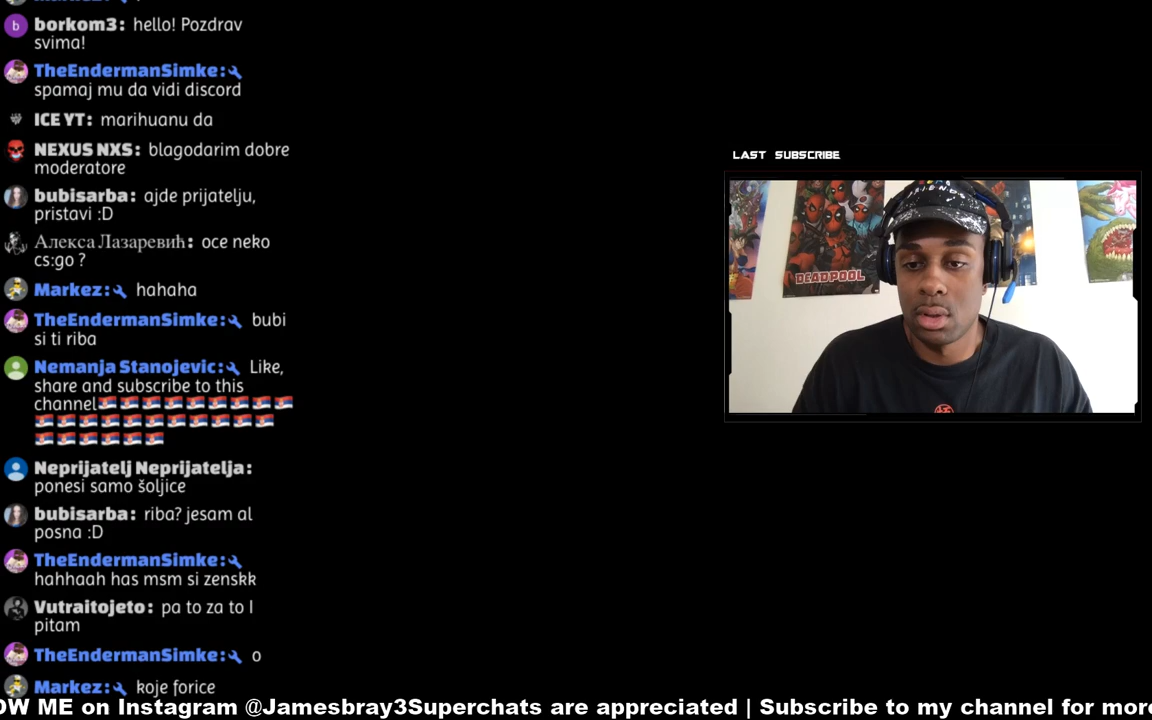 borkom3: hello! Pozdrav
svima!
TheEndermanSimke:
spamaj mu da vidi discord
ICE YT: marihuanu da
NEXUS NXS: blagodarim dobre
moderatore
bubisarba: ajde prijatelju,
pristavi :D
Алекса Лазаревић: oce neko
cs:go ?
Markez: hahaha
TheEndermanSimke: bubi
si ti riba
Nemanja Stanojevic: Like,
share and subscribe to this
channel🇷🇸🇷🇸🇷🇸🇷🇸🇷🇸🇷🇸🇷🇸🇷🇸🇷🇸
🇷🇸🇷🇸🇷🇸🇷🇸🇷🇸🇷🇸🇷🇸🇷🇸🇷🇸🇷🇸🇷🇸
🇷🇸🇷🇸🇷🇸🇷🇸🇷🇸🇷🇸
Neprijatelj Neprijatelja:
ponesi samo šoljice
bubisarba: riba? jesam al
posna :D
TheEndermanSimke:
hahhaah has msm si zenskk
Vutraitojeto: pa to za to I
pitam
TheEndermanSimke: o
Markez: koje forice
LAST SUBSCRIBE
FRIENDS
DEADPOOL
OW ME on Instagram @Jamesbray3Superchats are appreciated | Subscribe to my channel for more